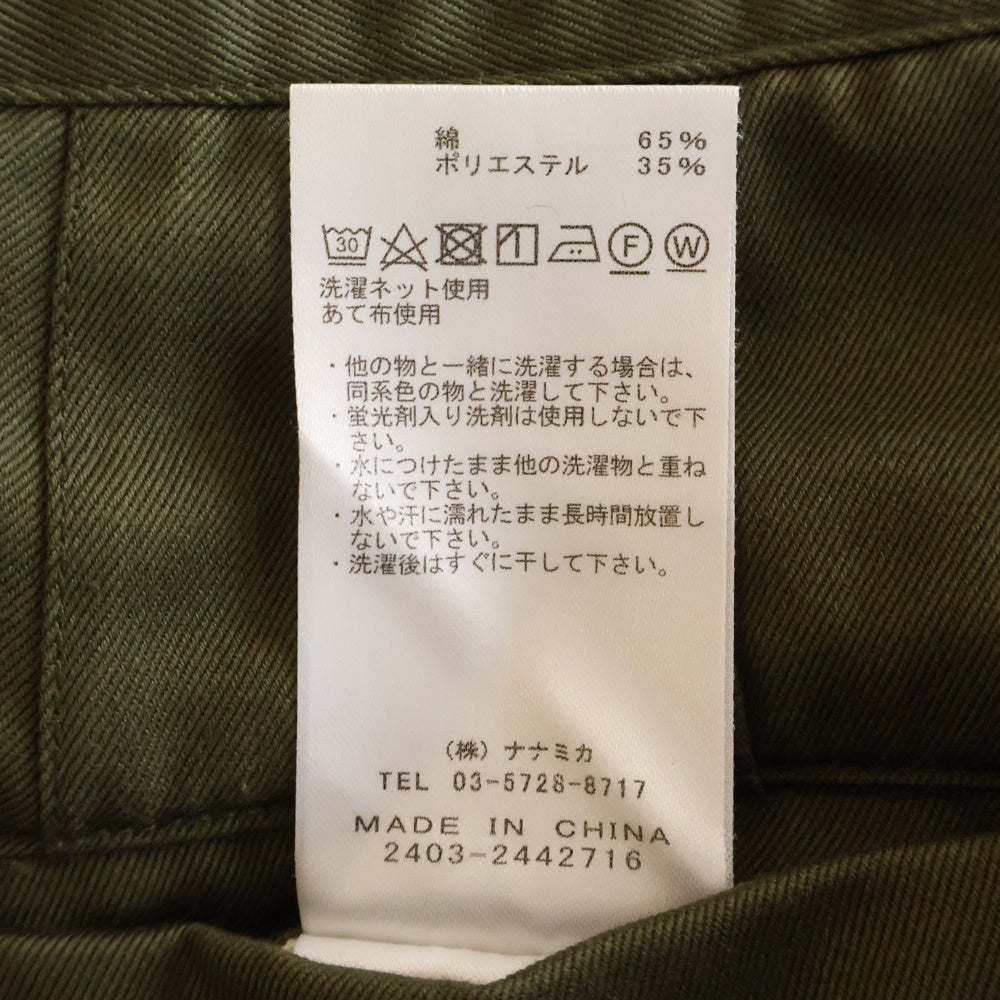 綿 65%
ポリエステル 35%
30 F W
洗濯ネット使用
あて布使用
・他の物と一緒に洗濯する場合は、
同系色の物と洗濯して下さい。
・蛍光剤入り洗剤は使用しないで下
さい。
・水につけたまま他の洗濯物と重ね
ないで下さい。
・水や汗に濡れたまま長時間放置し
ないで下さい。
・洗濯後はすぐに干して下さい。
(株) ナナミカ
TEL 03-5728-8717
MADE IN CHINA
2403-2442716